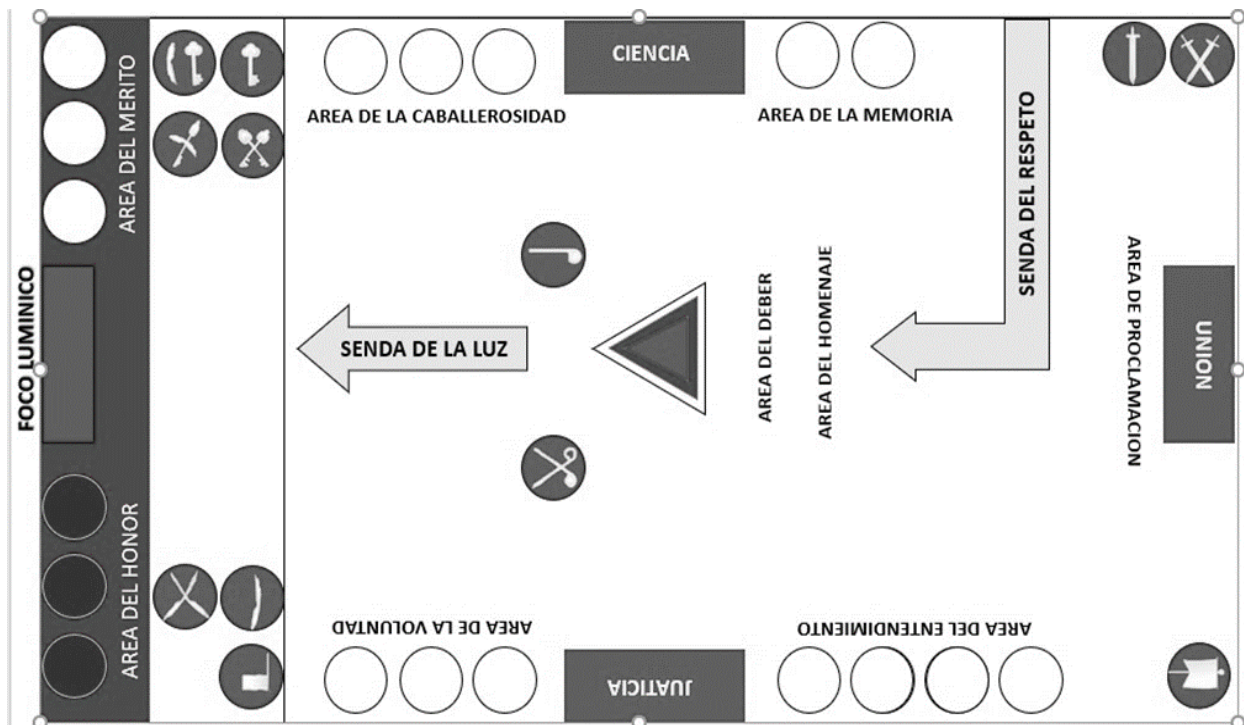 CIENCIA
AREA DE LA CABALLEROSIDAD
AREA DE LA MEMORIA
AREA DEL MERITO
FOCO LUMINICO
AREA DEL HONOR
SENDA DE LA LUZ
AREA DEL DEBER
AREA DEL HOMENAJE
SENDA DEL RESPETO
AREA DE PROCLAMACION
UNION
AREA DE LA VOLUNTAD
AREA DEL ENTENDIMIENTO
JUATICIA